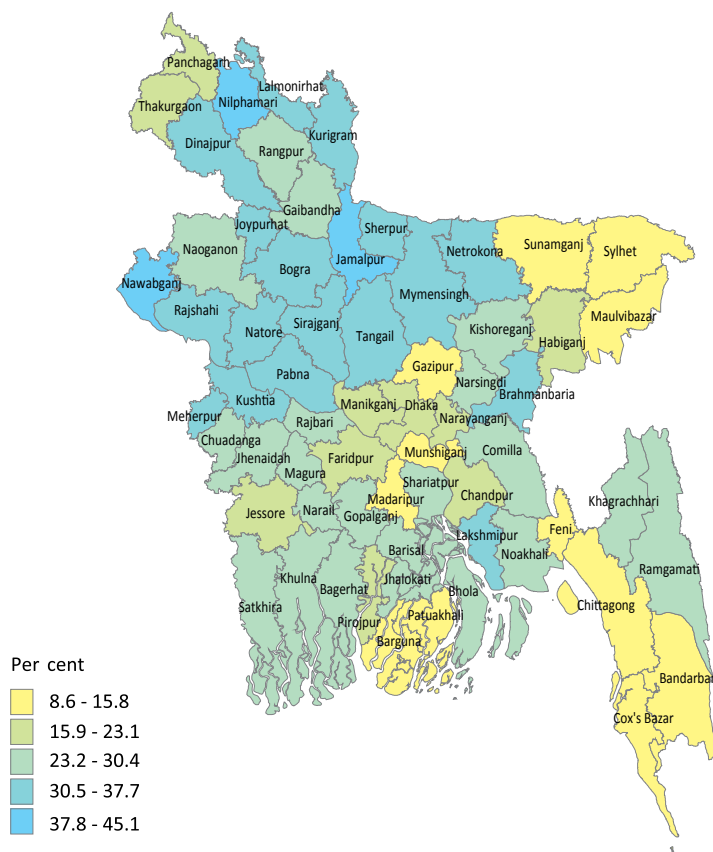 Panchagarh
Lalmonirhat
Nilphamari
Thakurgaon
Kurigram
Dinajpur
Rangpur
Gaibandha
Joypurhat
Sherpur
Sunamganj
Sylhet
Naoganon
Netrokona
Jamalpur
Bogra
Nawabganj
Mymensingh
Rajshahi
Maulvibazar
Sirajganj
Kishoreganj
Natore
Tangail
Habiganj
Gazipur
Pabna
Narsingdi
Brahmanbaria
Kushtia
Manikganj
Dhaka
Meherpur
Narayanganj
Rajbari
Chuadanga
Comilla
Munshiganj
Jhenaidah
Faridpur
Magura
Shariatpur
Chandpur
Madaripur
Khagrachhari
Jessore
Narail
Gopalganj
Feni
Lakshmipur
Barisal
Noakhali
Ramgamati
Khulna
Jhalokati
Bagerhat
Bhola
Satkhira
Chittagong
Patuakhali
Pirojpur
Barguna
Bandarban
Cox's Bazar
Per cent
8.6 - 15.8
15.9 - 23.1
23.2 - 30.4
30.5 - 37.7
37.8 - 45.1